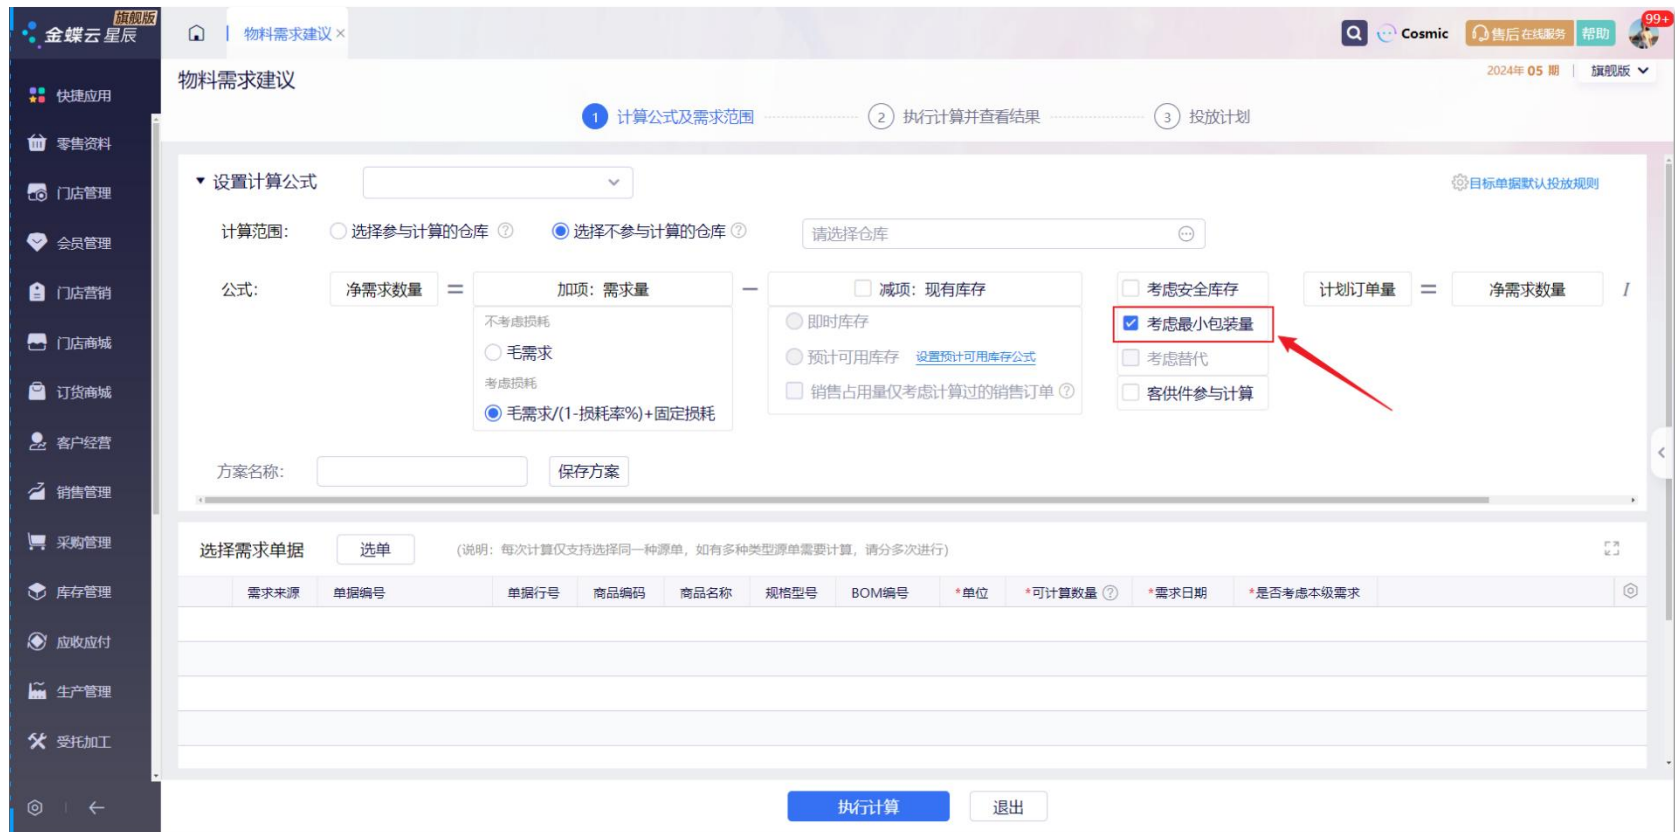 金蝶云 星辰 旗舰版
物料需求建议 ×
Cosmic 售后在线服务 帮助 99+
快捷应用
零售资料
门店管理
会员管理
门店营销
门店商城
订货商城
客户经营
销售管理
采购管理
库存管理
应收应付
生产管理
受托加工
物料需求建议
2024年 05 期 旗舰版
1 计算公式及需求范围 2 执行计算并查看结果 3 投放计划
设置计算公式
目标单据默认投放规则
计算范围: 选择参与计算的仓库 ? 选择不参与计算的仓库 ? 请选择仓库
公式: 净需求数量 = 加项: 需求量 — 减项: 现有库存 考虑安全库存 计划订单量 = 净需求数量 /
不考虑损耗 即时库存 考虑最小包装量
毛需求 预计可用库存 设置预计可用库存公式 考虑替代
考虑损耗 销售占用量仅考虑计算过的销售订单 ? 客供件参与计算
毛需求/(1-损耗率%)+固定损耗
方案名称: 保存方案
选择需求单据 选单 (说明: 每次计算仅支持选择同一种源单, 如有多种类型源单需要计算, 请分多次进行)
需求来源 单据编号 单据行号 商品编码 商品名称 规格型号 BOM编号 *单位 *可计算数量 ? *需求日期 *是否考虑本级需求
执行计算 退出